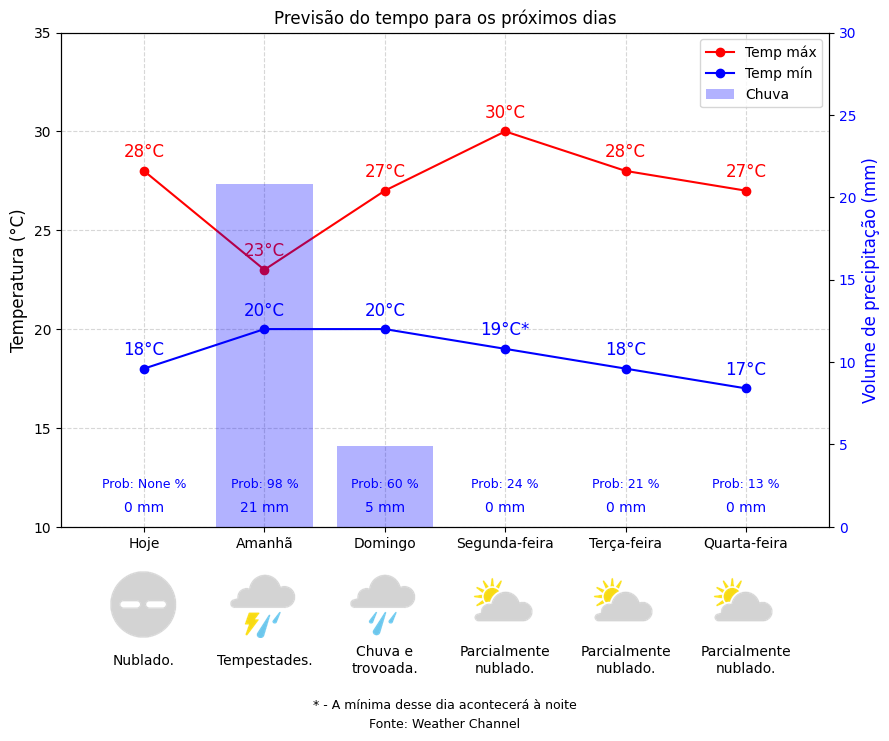 Previsão do tempo para os próximos dias
Temp máx
Temp mín
Chuva
Temperatura (°C)
Volume de precipitação (mm)
35
30
25
20
15
10
30
25
20
15
10
5
0
28°C
23°C
27°C
30°C
28°C
27°C
18°C
20°C
20°C
19°C*
18°C
17°C
Prob: None %
Prob: 98 %
Prob: 60 %
Prob: 24 %
Prob: 21 %
Prob: 13 %
0 mm
21 mm
5 mm
0 mm
0 mm
0 mm
Hoje
Amanhã
Domingo
Segunda-feira
Terça-feira
Quarta-feira
Nublado.
Tempestades.
Chuva e
trovoada.
Parcialmente
nublado.
Parcialmente
nublado.
Parcialmente
nublado.
* - A mínima desse dia acontecerá à noite
Fonte: Weather Channel